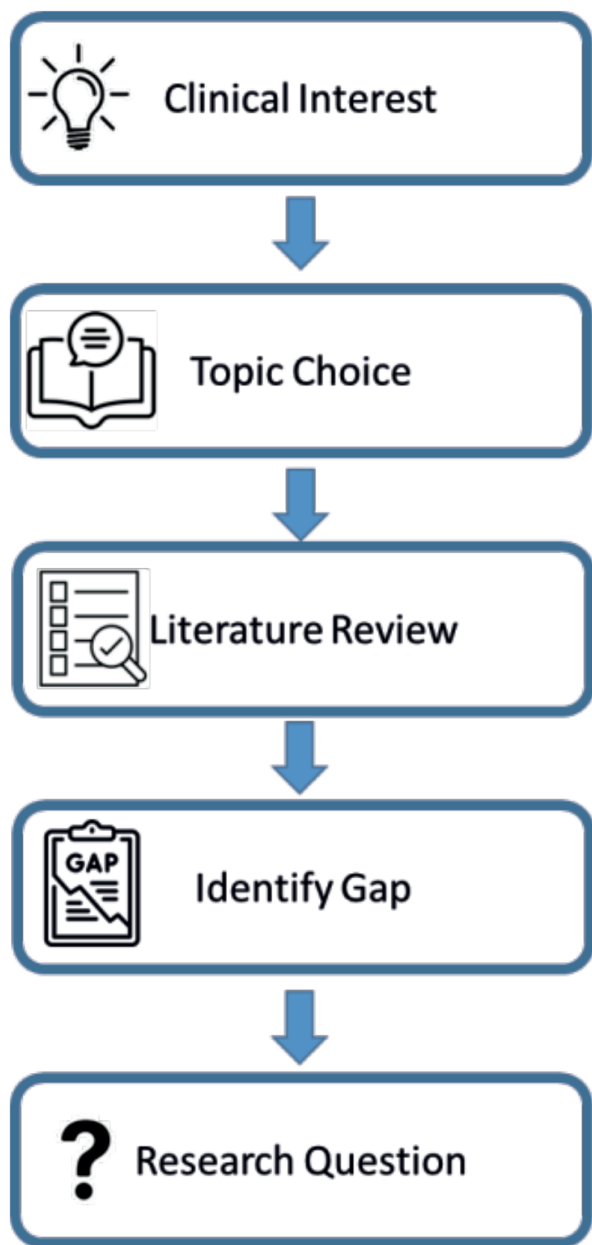 Clinical Interest
Topic Choice
Literature Review
GAP
Identify Gap
? Research Question